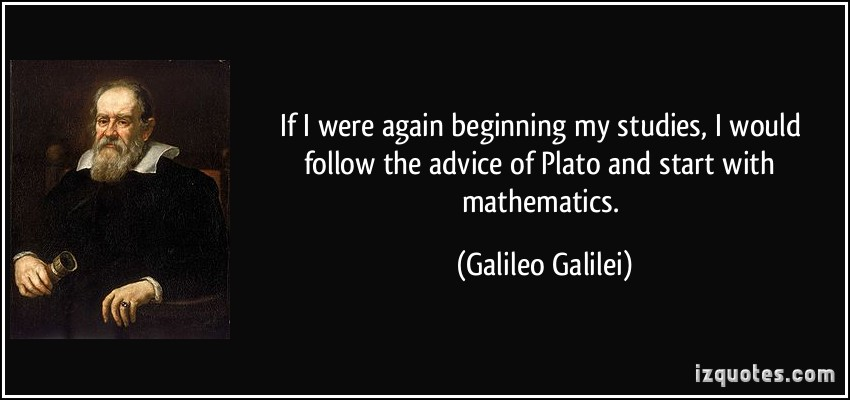 If I were again beginning my studies, I would
follow the advice of Plato and start with
mathematics.
(Galileo Galilei)
izquotes.com